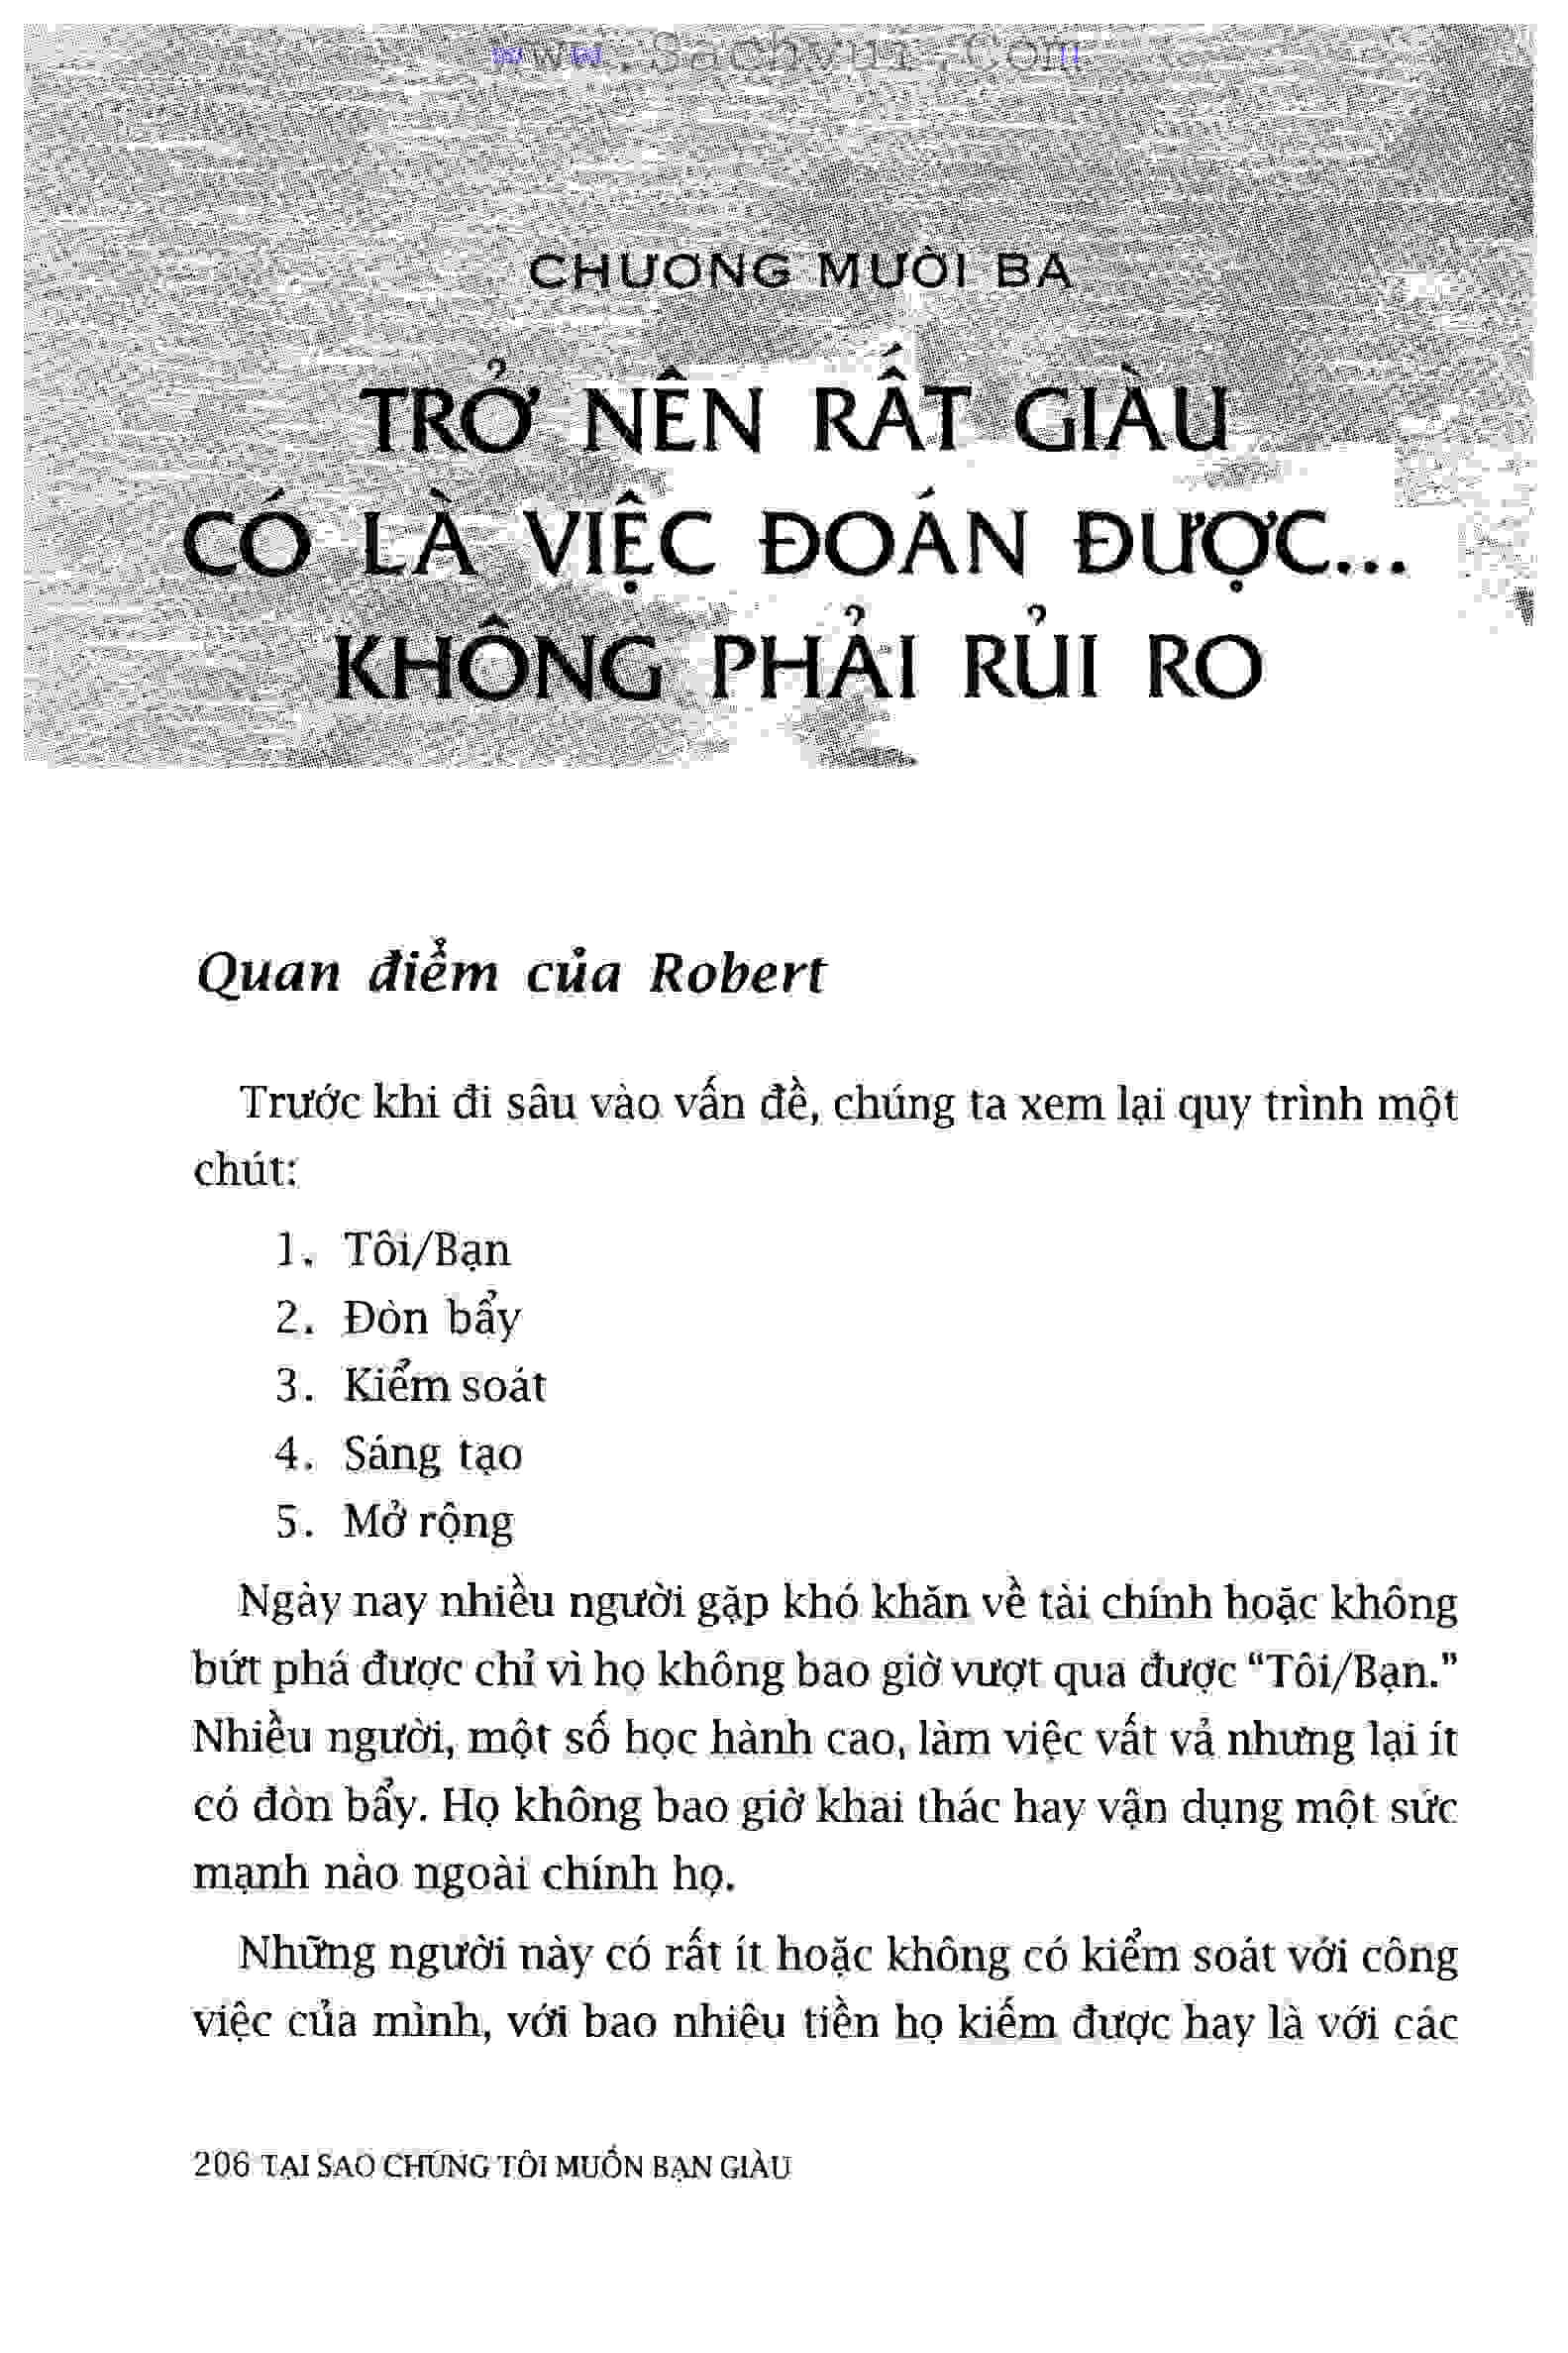 www.Sachvui.Com
CHƯƠNG MƯỜI BA
TRỞ NÊN RẤT GIÀU
CÓ LÀ VIỆC ĐOÁN ĐƯỢC...
KHÔNG PHẢI RỦI RO
Quan điểm của Robert
Trước khi đi sâu vào vấn đề, chúng ta xem lại quy trình một
chút:
1. Tôi/Bạn
2. Đòn bẩy
3. Kiểm soát
4. Sáng tạo
5. Mở rộng
Ngày nay nhiều người gặp khó khăn về tài chính hoặc không
bứt phá được chỉ vì họ không bao giờ vượt qua được “Tôi/Bạn.”
Nhiều người, một số học hành cao, làm việc vất vả nhưng lại ít
có đòn bẩy. Họ không bao giờ khai thác hay vận dụng một sức
mạnh nào ngoài chính họ.
Những người này có rất ít hoặc không có kiểm soát với công
việc của mình, với bao nhiêu tiền họ kiếm được hay là với các
206 TẠI SAO CHÚNG TÔI MUỐN BẠN GIÀU